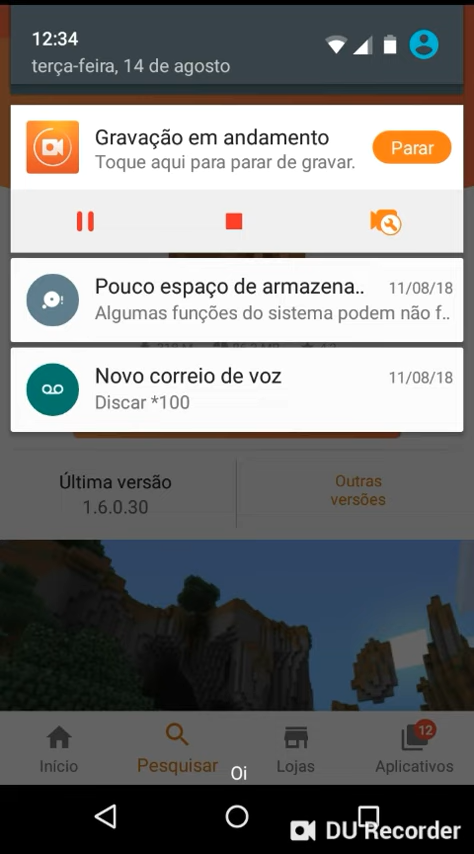 12:34
terça-feira, 14 de agosto
Gravação em andamento
Toque aqui para parar de gravar.
Parar
Pouco espaço de armazena..
11/08/18
Algumas funções do sistema podem não f..
Novo correio de voz
11/08/18
Discar *100
Última versão
1.6.0.30
Outras
versões
12
Início
Pesquisar
Lojas
Aplicativos
Oi
DU Recorder